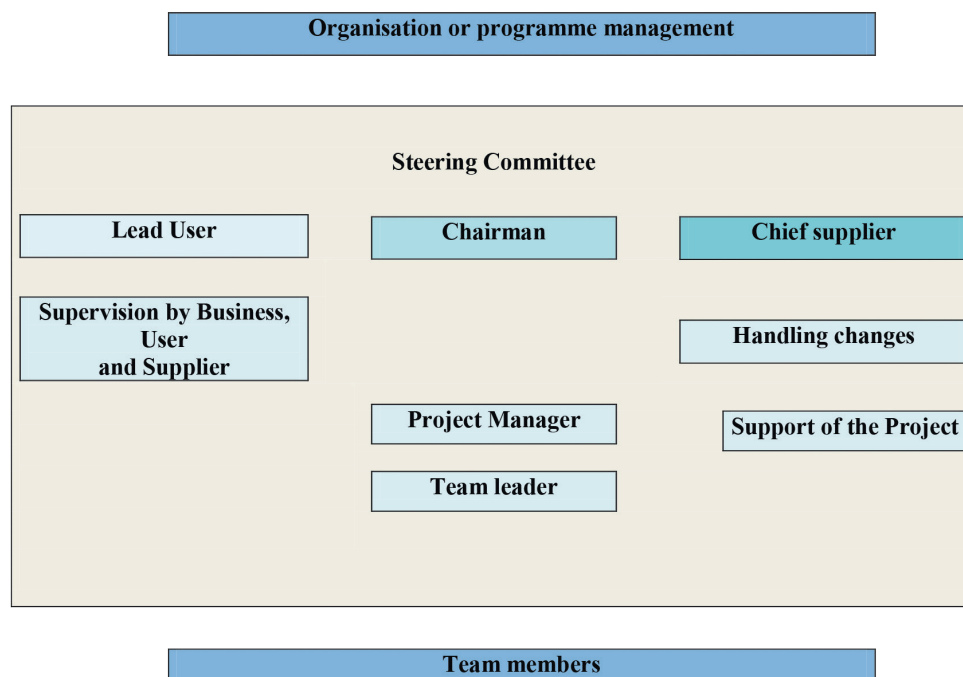 Organisation or programme management
Steering Committee
Lead User
Chairman
Chief supplier
Supervision by Business,
User
and Supplier
Handling changes
Project Manager
Support of the Project
Team leader
Team members